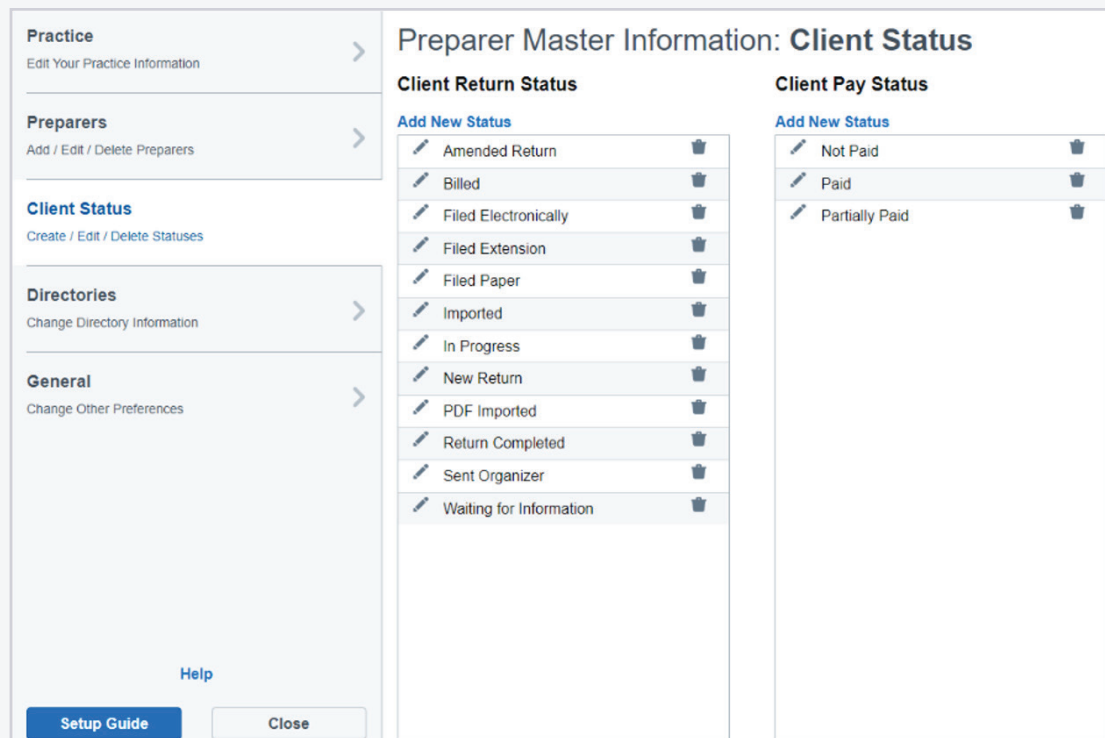 Practice
Edit Your Practice Information
Preparers
Add / Edit / Delete Preparers
Client Status
Create / Edit / Delete Statuses
Directories
Change Directory Information
General
Change Other Preferences
Help
Setup Guide
Close
Preparer Master Information: Client Status
Client Return Status
Add New Status
Amended Return
Billed
Filed Electronically
Filed Extension
Filed Paper
Imported
In Progress
New Return
PDF Imported
Return Completed
Sent Organizer
Waiting for Information
Client Pay Status
Add New Status
Not Paid
Paid
Partially Paid